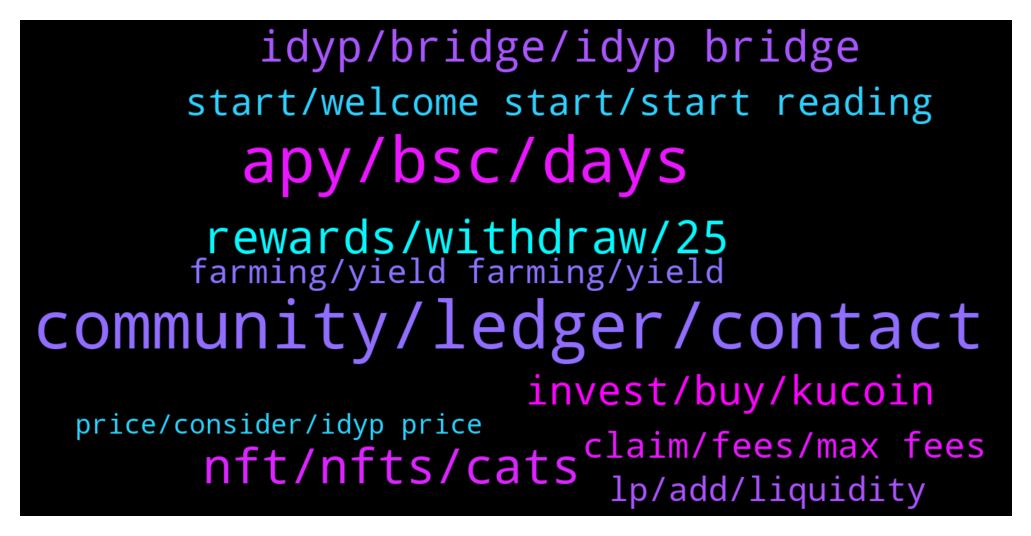 idyp/bridge/idyp bridge
start/welcome start/start reading
apy/bsc/days
rewards/withdraw/25
farming/yield farming/yield
community/ledger/contact
invest/buy/kucoin
price/consider/idyp price
nft/nfts/cats
claim/fees/max fees
lp/add/liquidity